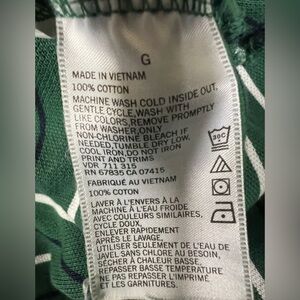 G
MADE IN VIETNAM
100% COTTON
MACHINE WASH COLD INSIDE OUT,
GENTLE CYCLE,WASH WITH
LIKE COLORS,REMOVE PROMPTLY
FROM WASHER,ONLY
NON-CHLORINE BLEACH IF
NEEDED,TUMBLE DRY LOW,
COOL IRON,DO NOT IRON
PRINT AND TRIMS
VDR 711 315
RN 67835 CA 07415
FABRIQUÉ AU VIETNAM
100% COTON
LAVER À L'ENVERS À LA
MACHINE À L'EAU FROIDE
AVEC COULEURS SIMILAIRES,
CYCLE DOUX,
ENLEVER RAPIDEMENT
APRÈS LE LAVAGE,
UTILISER SEULEMENT DE L'EAU DE
JAVEL SANS CHLORE AU BESOIN,
SÉCHER À CHALEUR BASSE,
REPASSER BASSE TEMPÉRATURE
NE PAS REPASSER IMPRIMÉ
ET LES GARNITURES
30C